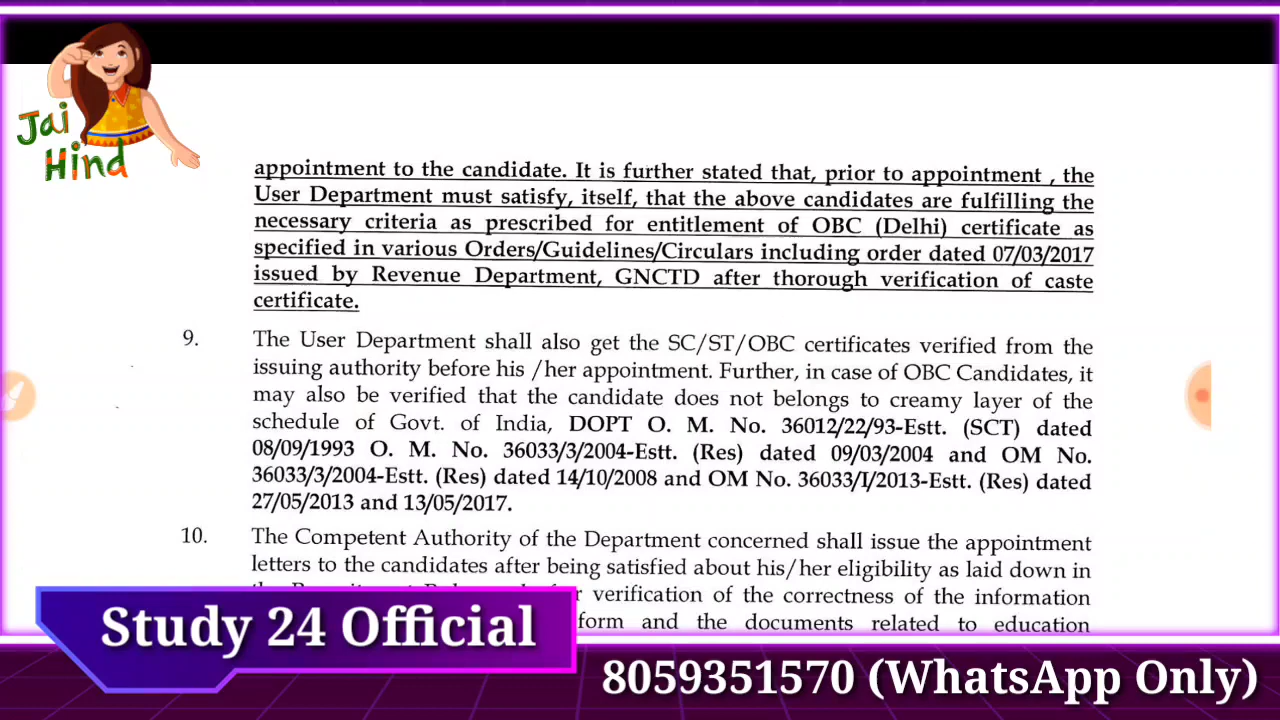 Jai
Hind
appointment to the candidate. It is further stated that, prior to appointment , the
User Department must satisfy, itself, that the above candidates are fulfilling the
necessary criteria as prescribed for entitlement of OBC (Delhi) certificate as
specified in various Orders/Guidelines/Circulars including order dated 07/03/2017
issued by Revenue Department, GNCTD after thorough verification of caste
certificate.
9. The User Department shall also get the SC/ST/OBC certificates verified from the
issuing authority before his /her appointment. Further, in case of OBC Candidates, it
may also be verified that the candidate does not belongs to creamy layer of the
schedule of Govt. of India, DOPT O. M. No. 36012/22/93-Estt. (SCT) dated
08/09/1993 O. M. No. 36033/3/2004-Estt. (Res) dated 09/03/2004 and OM No.
36033/3/2004-Estt. (Res) dated 14/10/2008 and OM No. 36033/I/2013-Estt. (Res) dated
27/05/2013 and 13/05/2017.
10. The Competent Authority of the Department concerned shall issue the appointment
letters to the candidates after being satisfied about his/her eligibility as laid down in
verification of the correctness of the information
form and the documents related to education
Study 24 Official
8059351570 (WhatsApp Only)